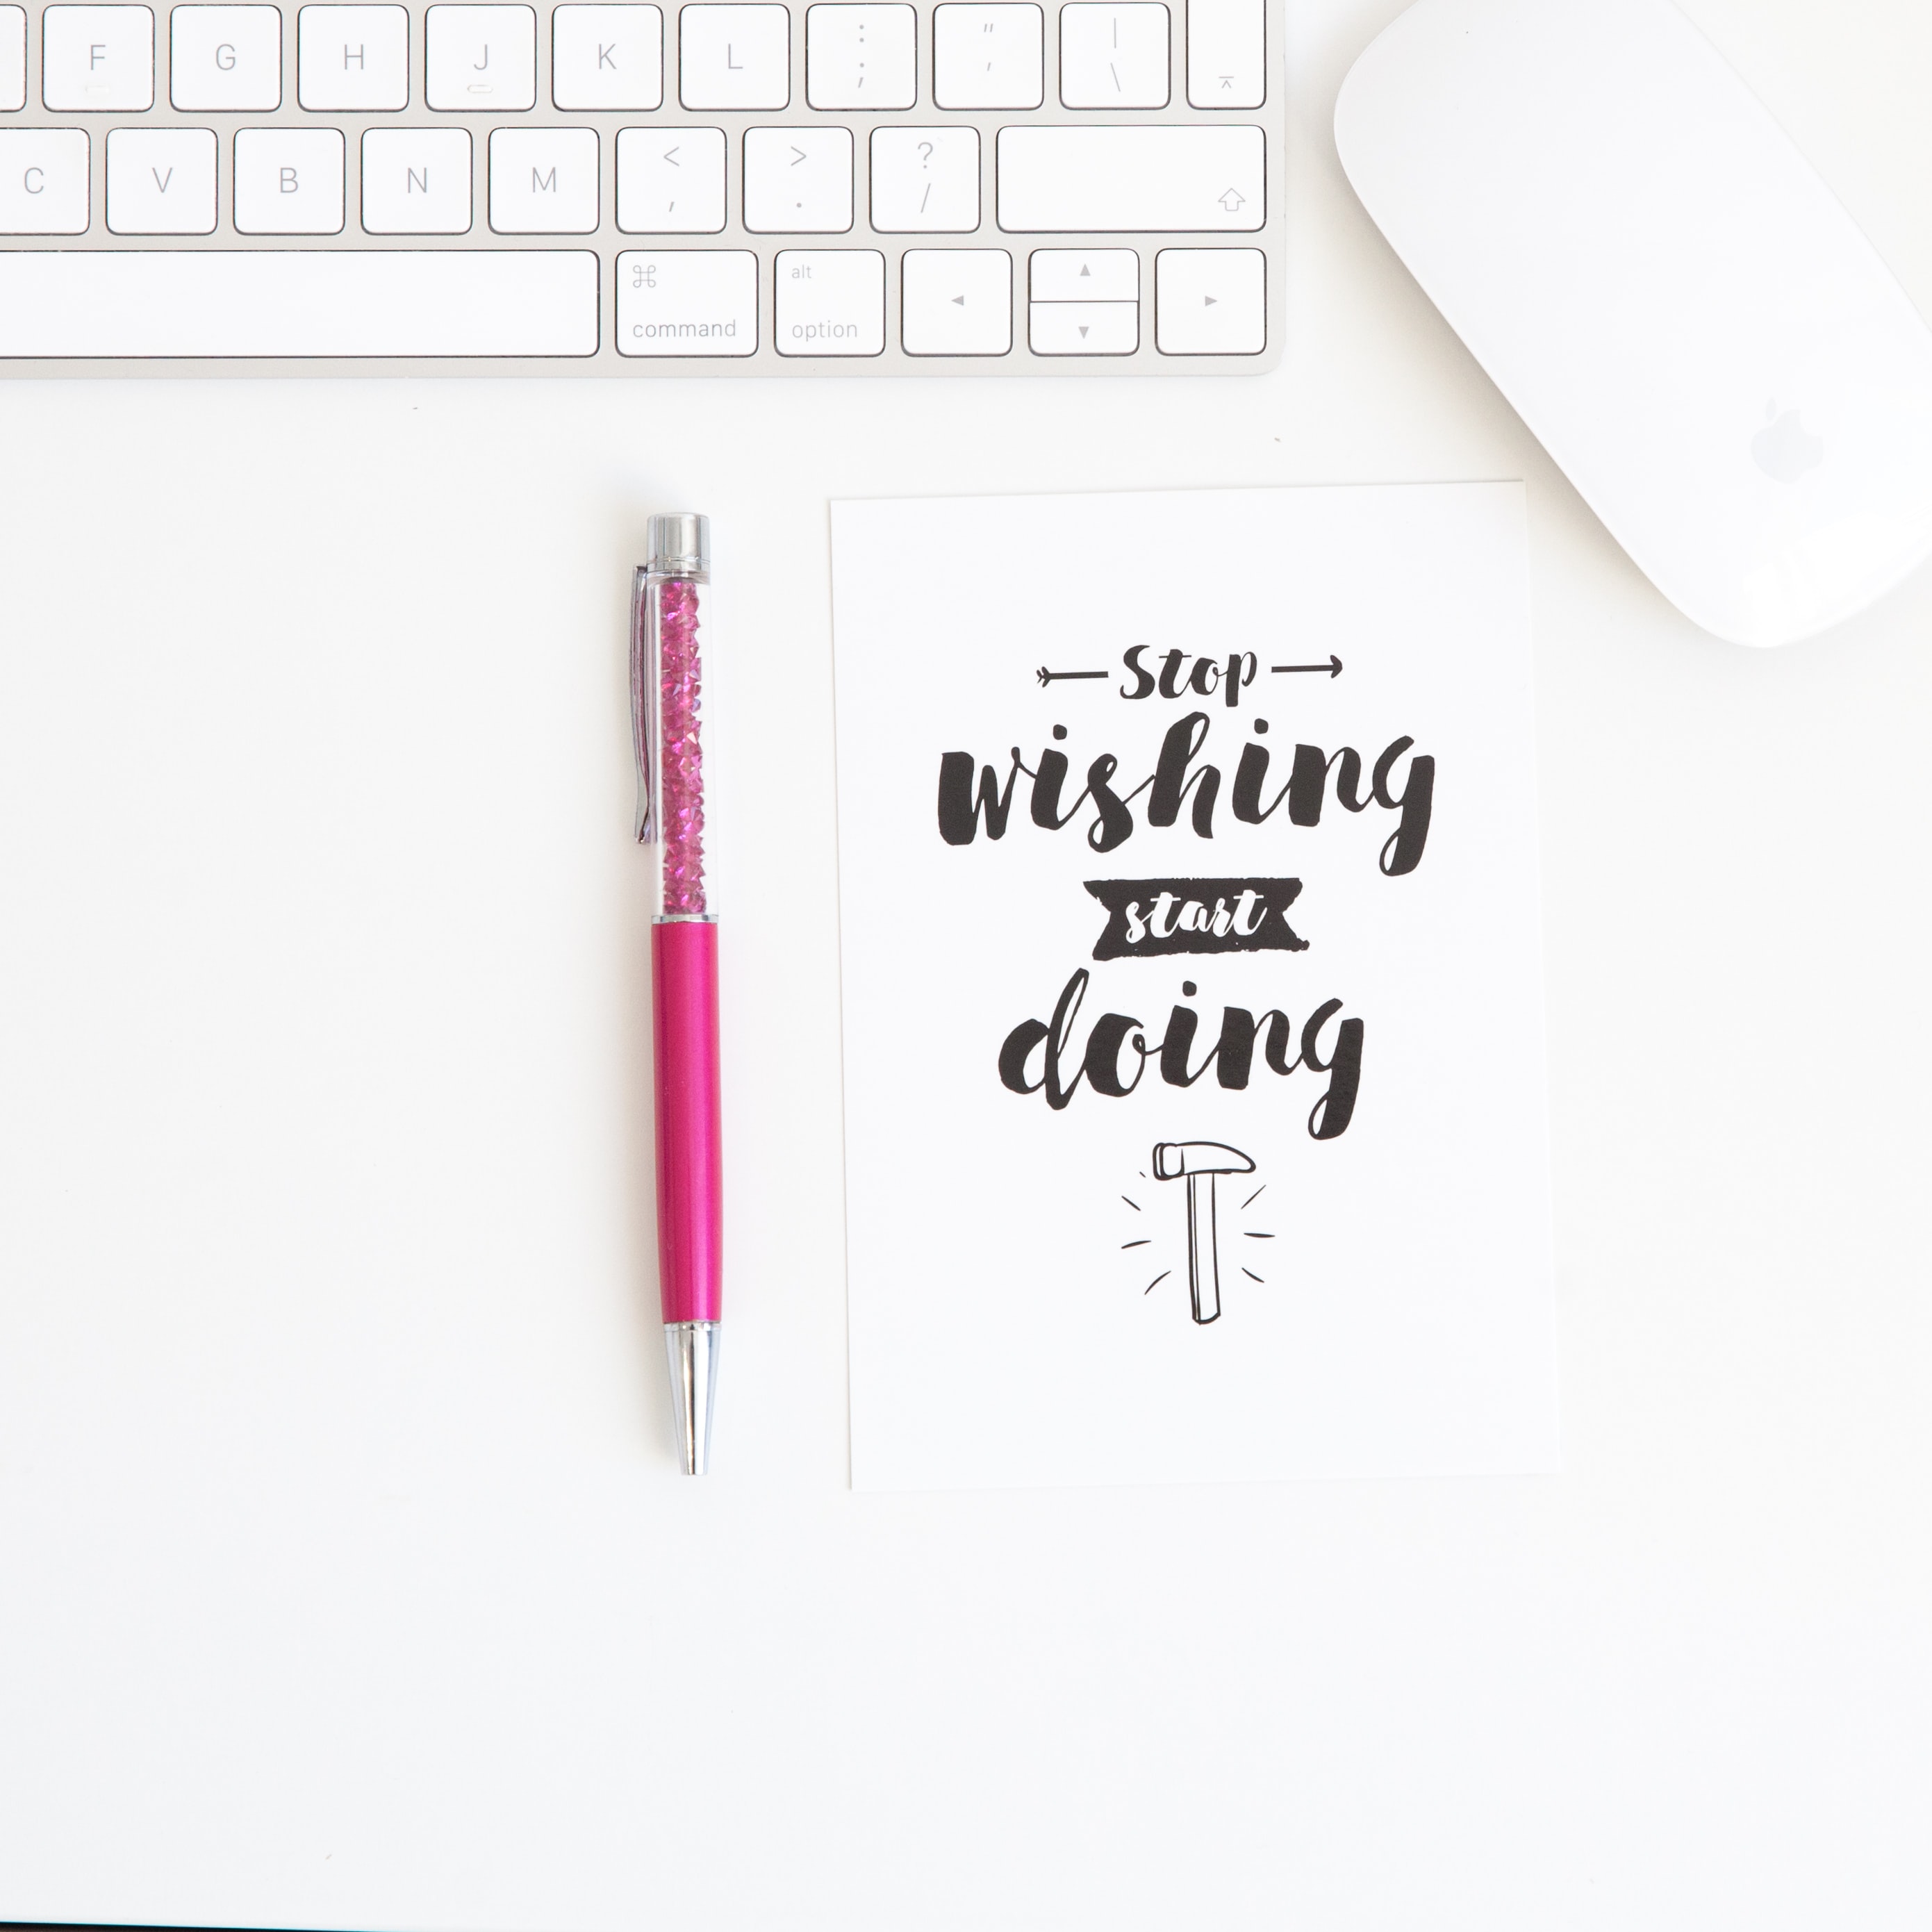 F G H J K L : ; " ' | \
C V B N M < , > . ? /
⌘ command alt option
Stop
wishing
start
doing